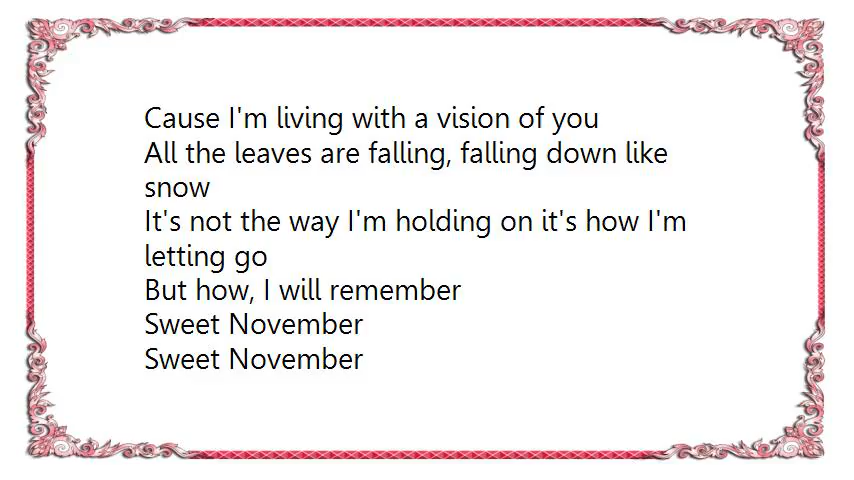 Cause I'm living with a vision of you
All the leaves are falling, falling down like
snow
It's not the way I'm holding on it's how I'm
letting go
But how, I will remember
Sweet November
Sweet November